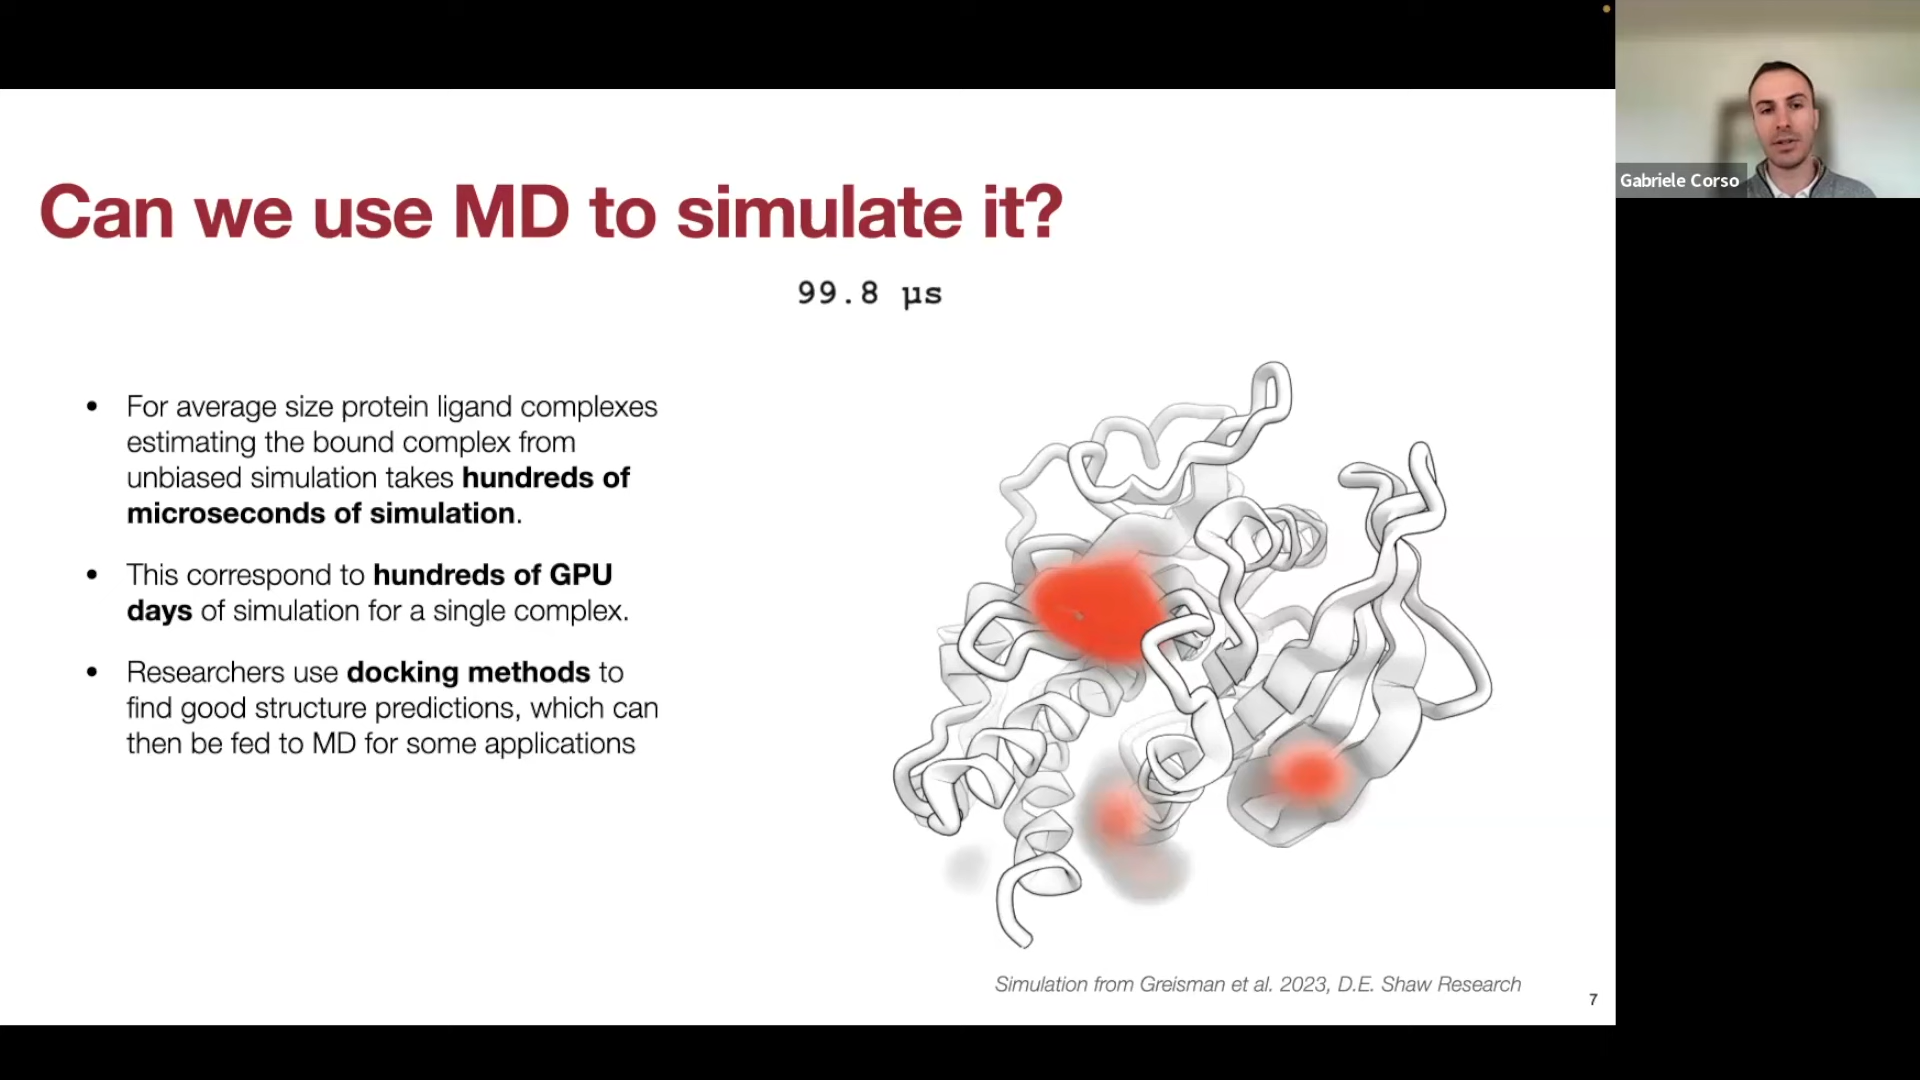 Gabriele Corso
Can we use MD to simulate it?
99.8 µs
• For average size protein ligand complexes
estimating the bound complex from
unbiased simulation takes hundreds of
microseconds of simulation.
• This correspond to hundreds of GPU
days of simulation for a single complex.
• Researchers use docking methods to
find good structure predictions, which can
then be fed to MD for some applications
Simulation from Greisman et al. 2023, D.E. Shaw Research
7